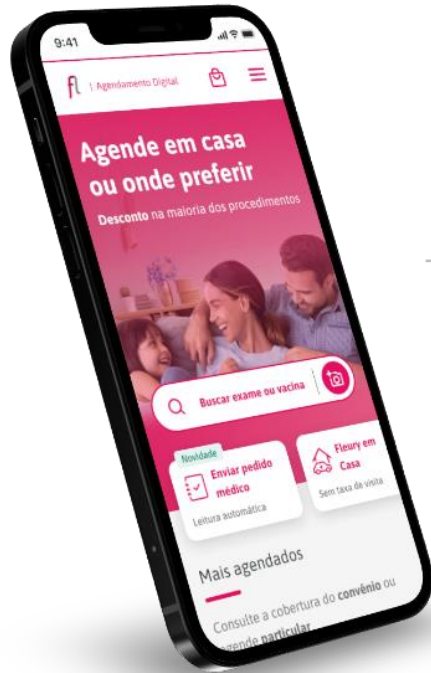 9:41
fl | Agendamento Digital
Agende em casa
ou onde preferir
Desconto na maioria dos procedimentos
Buscar exame ou vacina
Novidade
Enviar pedido
médico
Leitura automática
Fleury em
Casa
Sem taxa de visita
Mais agendados
Consulte a cobertura do convênio ou
agende particular